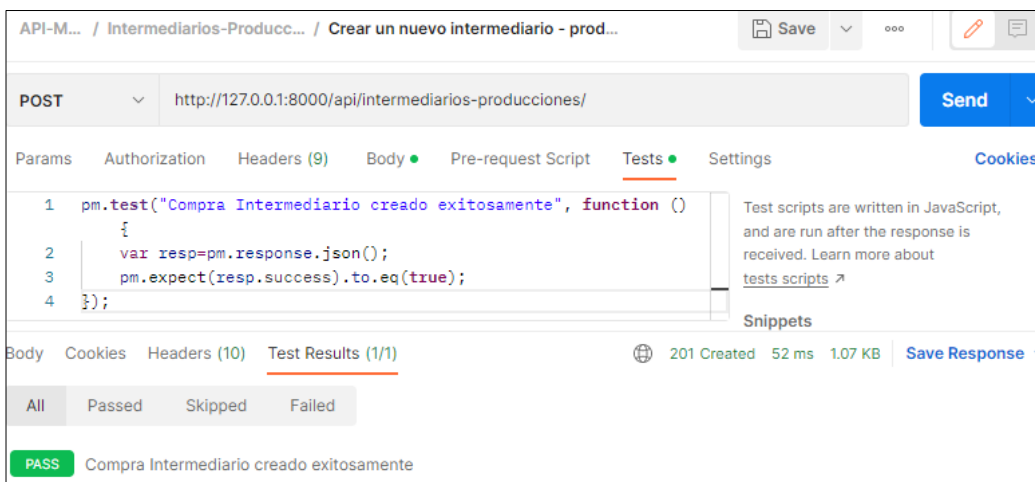 API-M... / Intermediarios-Producc... / Crear un nuevo intermediario - prod... Save ooo
POST http://127.0.0.1:8000/api/intermediarios-producciones/ Send
Params Authorization Headers (9) Body Pre-request Script Tests Settings Cookies
1 pm.test("Compra Intermediario creado exitosamente", function ()
{
2 var resp=pm.response.json();
3 pm.expect(resp.success).to.eq(true);
4 });
Test scripts are written in JavaScript,
and are run after the response is
received. Learn more about
tests scripts ↗
Snippets
Body Cookies Headers (10) Test Results (1/1) 201 Created 52 ms 1.07 KB Save Response
All Passed Skipped Failed
PASS Compra Intermediario creado exitosamente